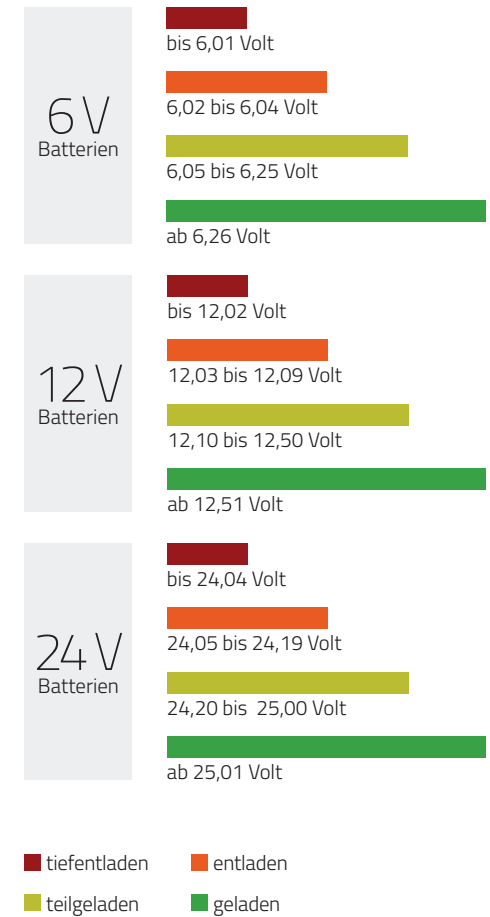 6 V
Batterien
bis 6,01 Volt
6,02 bis 6,04 Volt
6,05 bis 6,25 Volt
ab 6,26 Volt
12 V
Batterien
bis 12,02 Volt
12,03 bis 12,09 Volt
12,10 bis 12,50 Volt
ab 12,51 Volt
24 V
Batterien
bis 24,04 Volt
24,05 bis 24,19 Volt
24,20 bis 25,00 Volt
ab 25,01 Volt
tiefentladen entladen
teilgeladen geladen